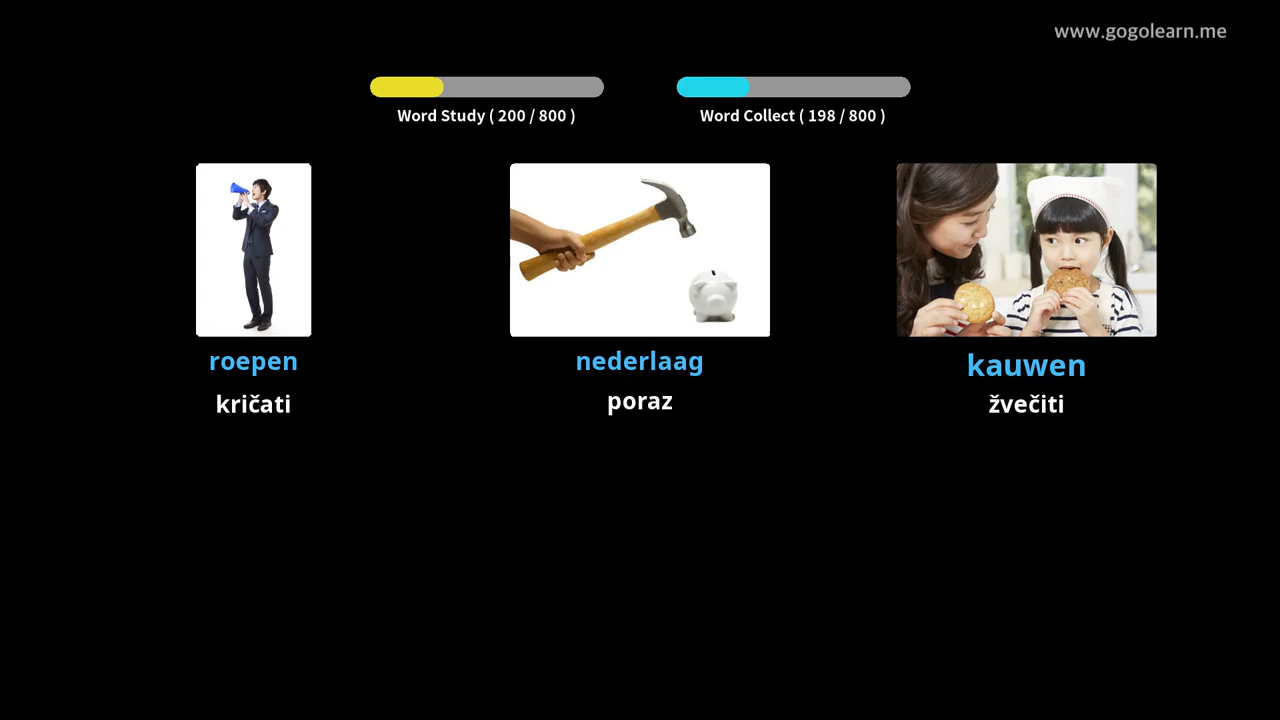 www.gogolearn.me
Word Study ( 200 / 800 )
Word Collect ( 198 / 800 )
roepen
kričati
nederlaag
poraz
kauwen
žvečiti